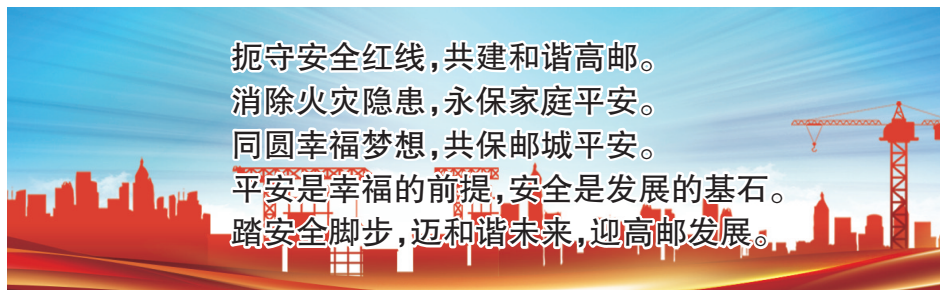 扼守安全红线,共建和谐高邮。
消除火灾隐患,永保家庭平安。
同圆幸福梦想,共保邮城平安。
平安是幸福的前提,安全是发展的基石。
踏安全脚步,迈和谐未来,迎高邮发展。